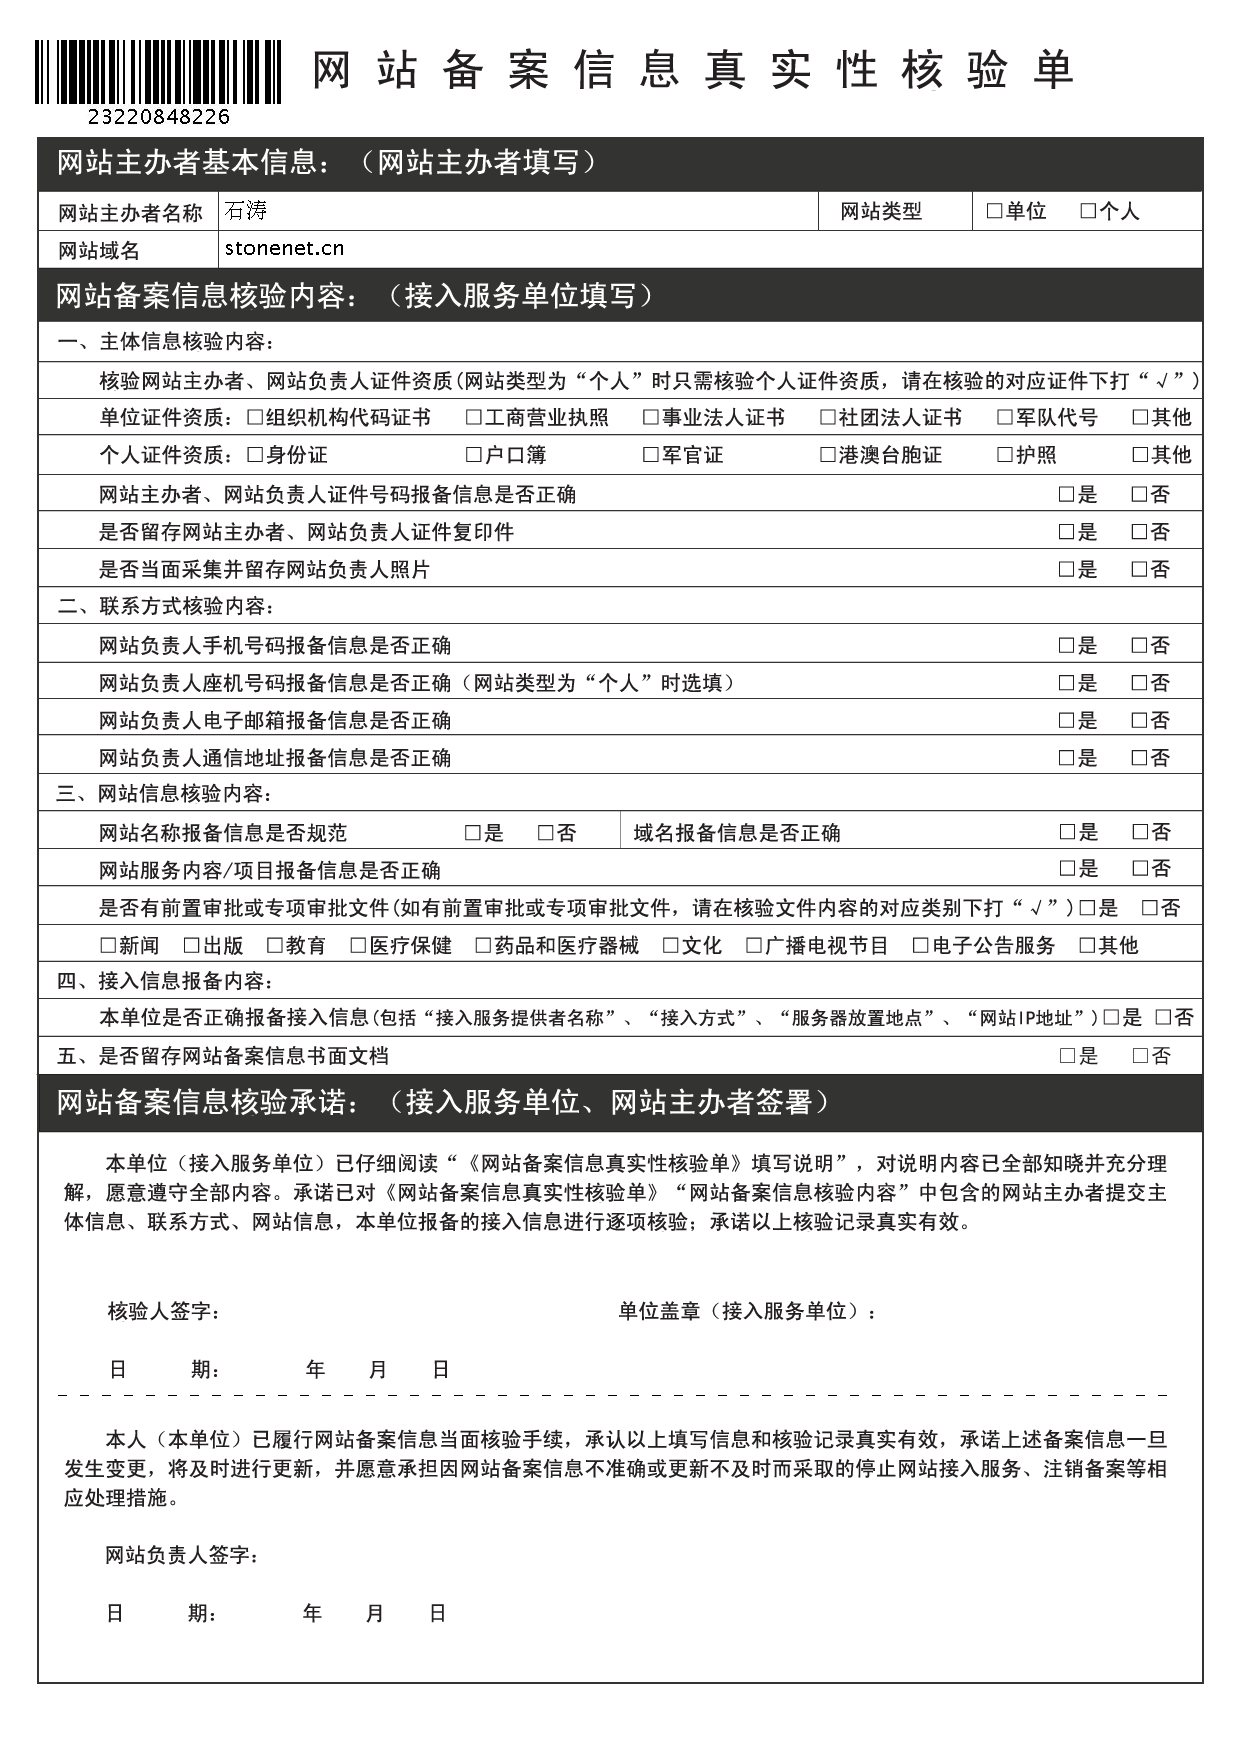 网站备案信息真实性核验单
23220848226
网站主办者基本信息：（网站主办者填写）
网站主办者名称 石涛 网站类型 □单位 □个人
网站域名 stonenet.cn
网站备案信息核验内容：（接入服务单位填写）
一、主体信息核验内容：
核验网站主办者、网站负责人证件资质(网站类型为“个人”时只需核验个人证件资质，请在核验的对应证件下打“√”)
单位证件资质：□组织机构代码证书 □工商营业执照 □事业法人证书 □社团法人证书 □军队代号 □其他
个人证件资质：□身份证 □户口簿 □军官证 □港澳台胞证 □护照 □其他
网站主办者、网站负责人证件号码报备信息是否正确 □是 □否
是否留存网站主办者、网站负责人证件复印件 □是 □否
是否当面采集并留存网站负责人照片 □是 □否
二、联系方式核验内容：
网站负责人手机号码报备信息是否正确 □是 □否
网站负责人座机号码报备信息是否正确（网站类型为“个人”时选填） □是 □否
网站负责人电子邮箱报备信息是否正确 □是 □否
网站负责人通信地址报备信息是否正确 □是 □否
三、网站信息核验内容：
网站名称报备信息是否规范 □是 □否 域名报备信息是否正确 □是 □否
网站服务内容/项目报备信息是否正确 □是 □否
是否有前置审批或专项审批文件(如有前置审批或专项审批文件，请在核验文件内容的对应类别下打“√”)□是 □否
□新闻 □出版 □教育 □医疗保健 □药品和医疗器械 □文化 □广播电视节目 □电子公告服务 □其他
四、接入信息报备内容：
本单位是否正确报备接入信息(包括“接入服务提供者名称”、“接入方式”、“服务器放置地点”、“网站IP地址”)□是 □否
五、是否留存网站备案信息书面文档 □是 □否
网站备案信息核验承诺：（接入服务单位、网站主办者签署）
本单位（接入服务单位）已仔细阅读“《网站备案信息真实性核验单》填写说明”，对说明内容已全部知晓并充分理
解，愿意遵守全部内容。承诺已对《网站备案信息真实性核验单》“网站备案信息核验内容”中包含的网站主办者提交主
体信息、联系方式、网站信息，本单位报备的接入信息进行逐项核验；承诺以上核验记录真实有效。
核验人签字： 单位盖章（接入服务单位）：
日 期： 年 月 日
本人（本单位）已履行网站备案信息当面核验手续，承认以上填写信息和核验记录真实有效，承诺上述备案信息一旦
发生变更，将及时进行更新，并愿意承担因网站备案信息不准确或更新不及时而采取的停止网站接入服务、注销备案等相
应处理措施。
网站负责人签字：
日 期： 年 月 日